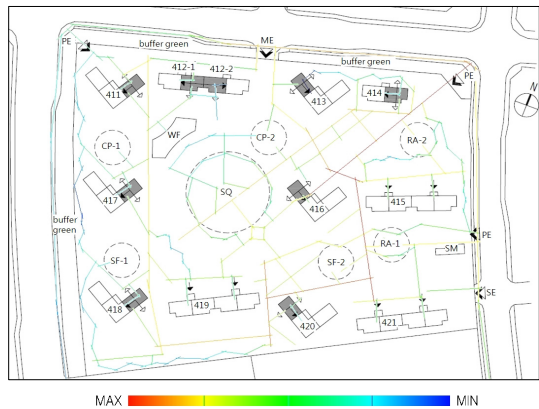 PE
ME
buffer green
buffer green
412-1
412-2
PE
411
413
414
N
WF
CP-1
CP-2
RA-2
SQ
417
416
415
buffer
green
PE
RA-1
SM
SF-1
SF-2
SE
418
419
420
421
MAX
MIN